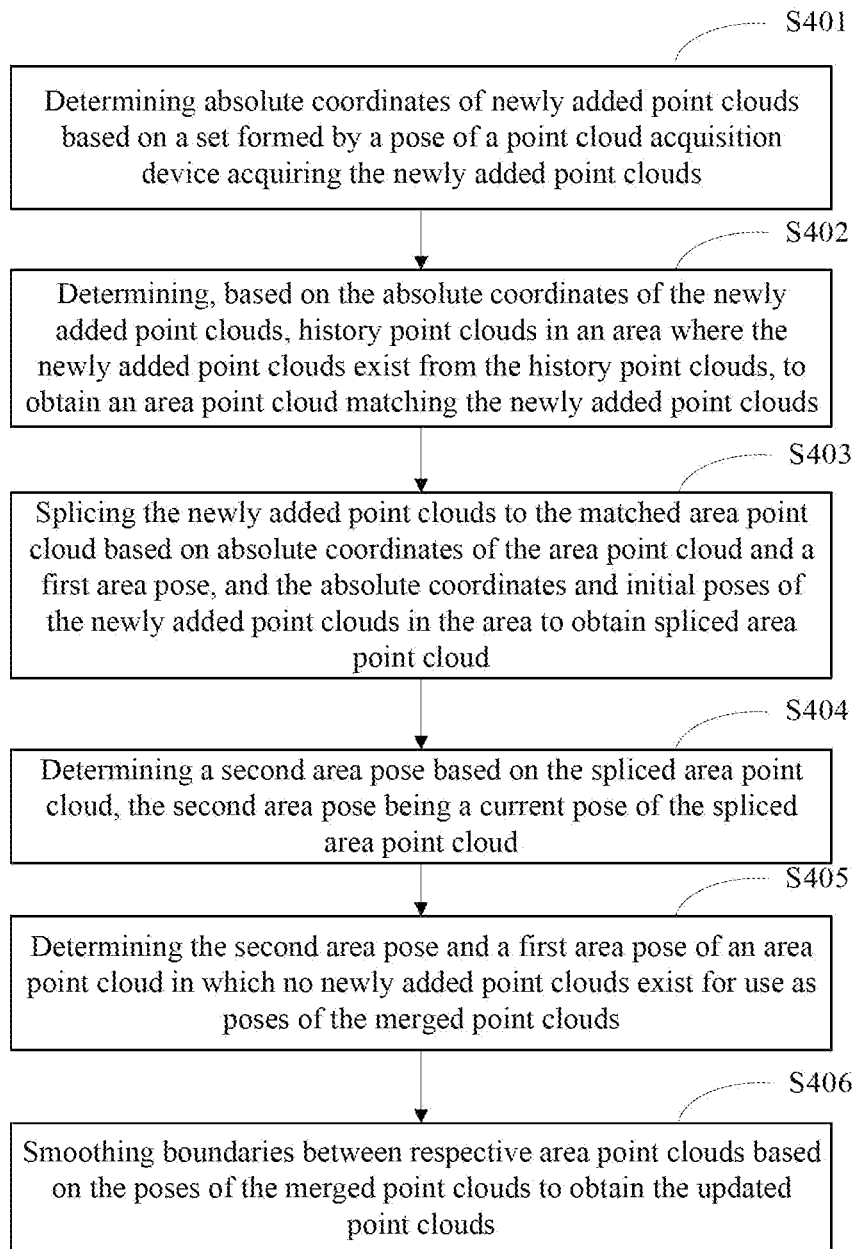 S401
Determining absolute coordinates of newly added point clouds
based on a set formed by a pose of a point cloud acquisition
device acquiring the newly added point clouds
S402
Determining, based on the absolute coordinates of the newly
added point clouds, history point clouds in an area where the
newly added point clouds exist from the history point clouds, to
obtain an area point cloud matching the newly added point clouds
S403
Splicing the newly added point clouds to the matched area point
cloud based on absolute coordinates of the area point cloud and a
first area pose, and the absolute coordinates and initial poses of
the newly added point clouds in the area to obtain spliced area
point cloud
S404
Determining a second area pose based on the spliced area point
cloud, the second area pose being a current pose of the spliced
area point cloud
S405
Determining the second area pose and a first area pose of an area
point cloud in which no newly added point clouds exist for use as
poses of the merged point clouds
S406
Smoothing boundaries between respective area point clouds based
on the poses of the merged point clouds to obtain the updated
point clouds